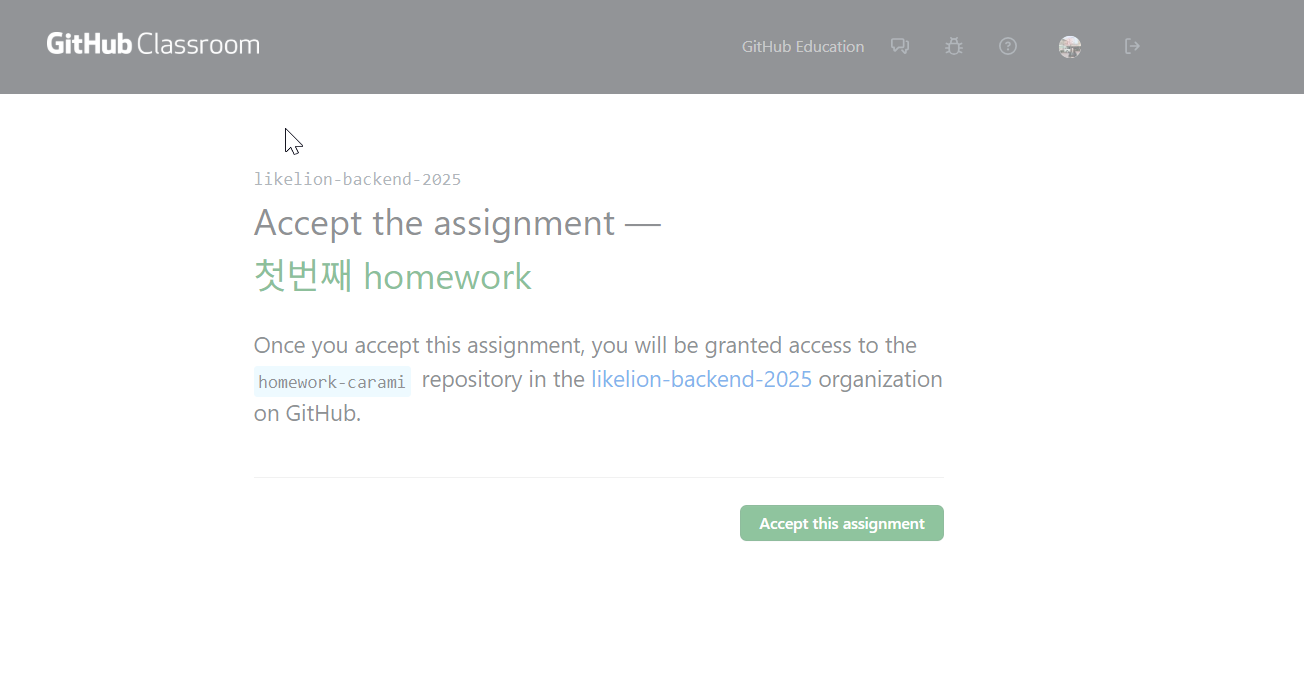 GitHub Classroom
GitHub Education
likelion-backend-2025
Accept the assignment —
첫번째 homework
Once you accept this assignment, you will be granted access to the
homework-carami repository in the likelion-backend-2025 organization
on GitHub.
Accept this assignment